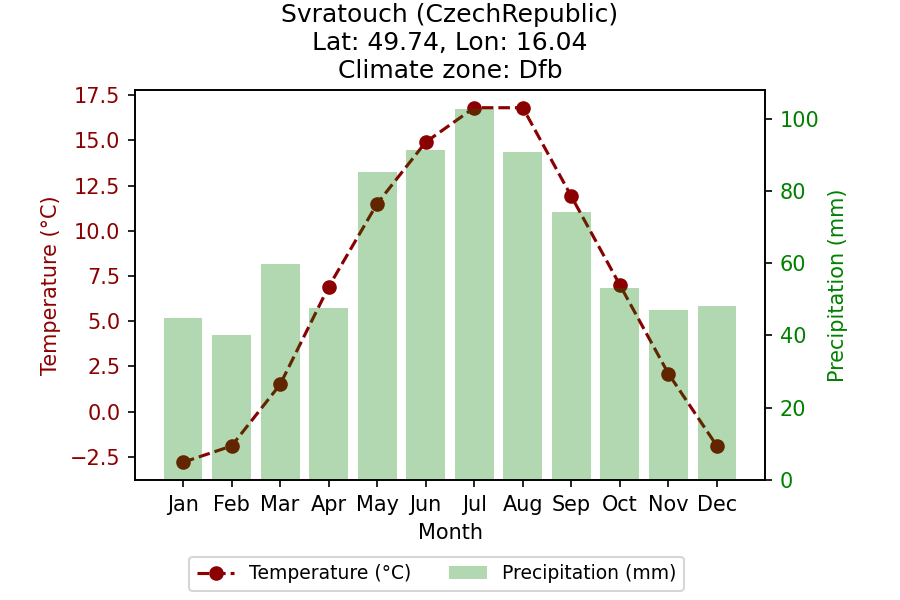 Svratouch (CzechRepublic)
Lat: 49.74, Lon: 16.04
Climate zone: Dfb
17.5
15.0
12.5
10.0
7.5
5.0
2.5
0.0
−2.5
Temperature (°C)
100
80
60
40
20
0
Precipitation (mm)
Jan Feb Mar Apr May Jun Jul Aug Sep Oct Nov Dec
Month
Temperature (°C) Precipitation (mm)